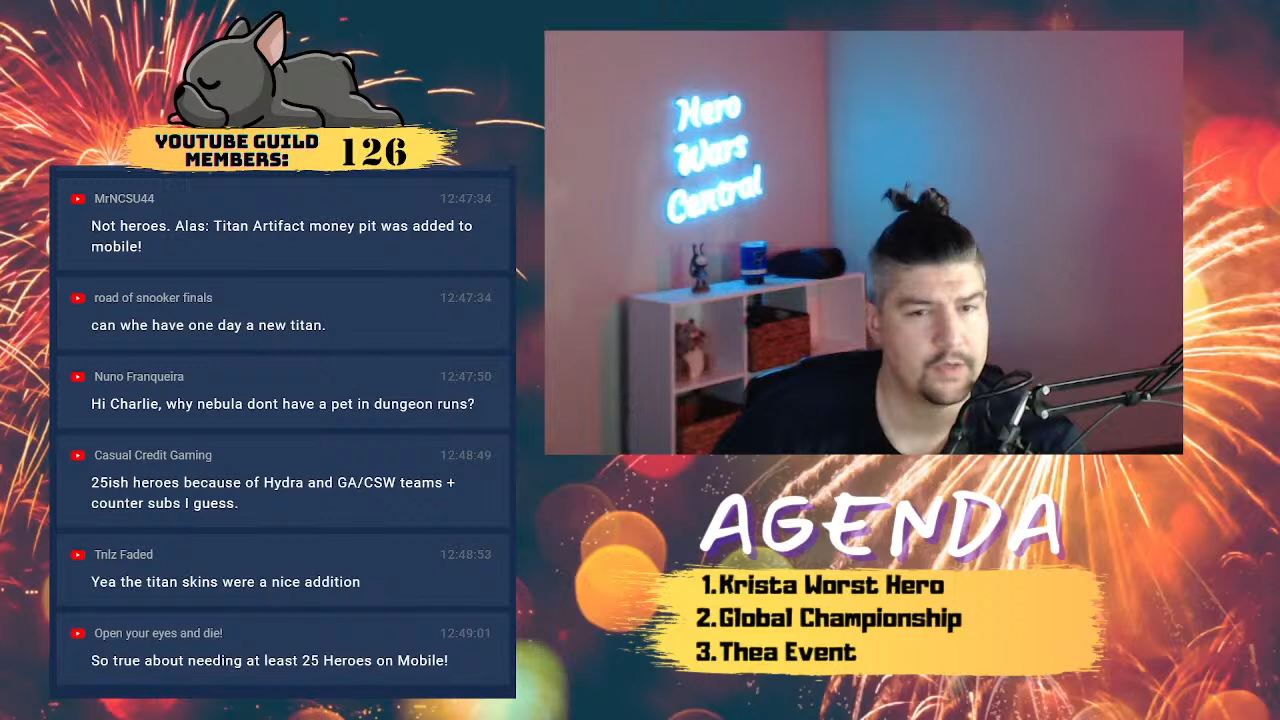 YOUTUBE GUILD
MEMBERS: 126
MrNCSU44 12:47:34
Not heroes. Alas: Titan Artifact money pit was added to
mobile!
road of snooker finals 12:47:34
can whe have one day a new titan.
Nuno Franqueira 12:47:50
Hi Charlie, why nebula dont have a pet in dungeon runs?
Casual Credit Gaming 12:48:49
25ish heroes because of Hydra and GA/CSW teams +
counter subs I guess.
Tnlz Faded 12:48:53
Yea the titan skins were a nice addition
Open your eyes and die! 12:49:01
So true about needing at least 25 Heroes on Mobile!
Hero
Wars
Central
AGENDA
1.Krista Worst Hero
2.Global Championship
3.Thea Event